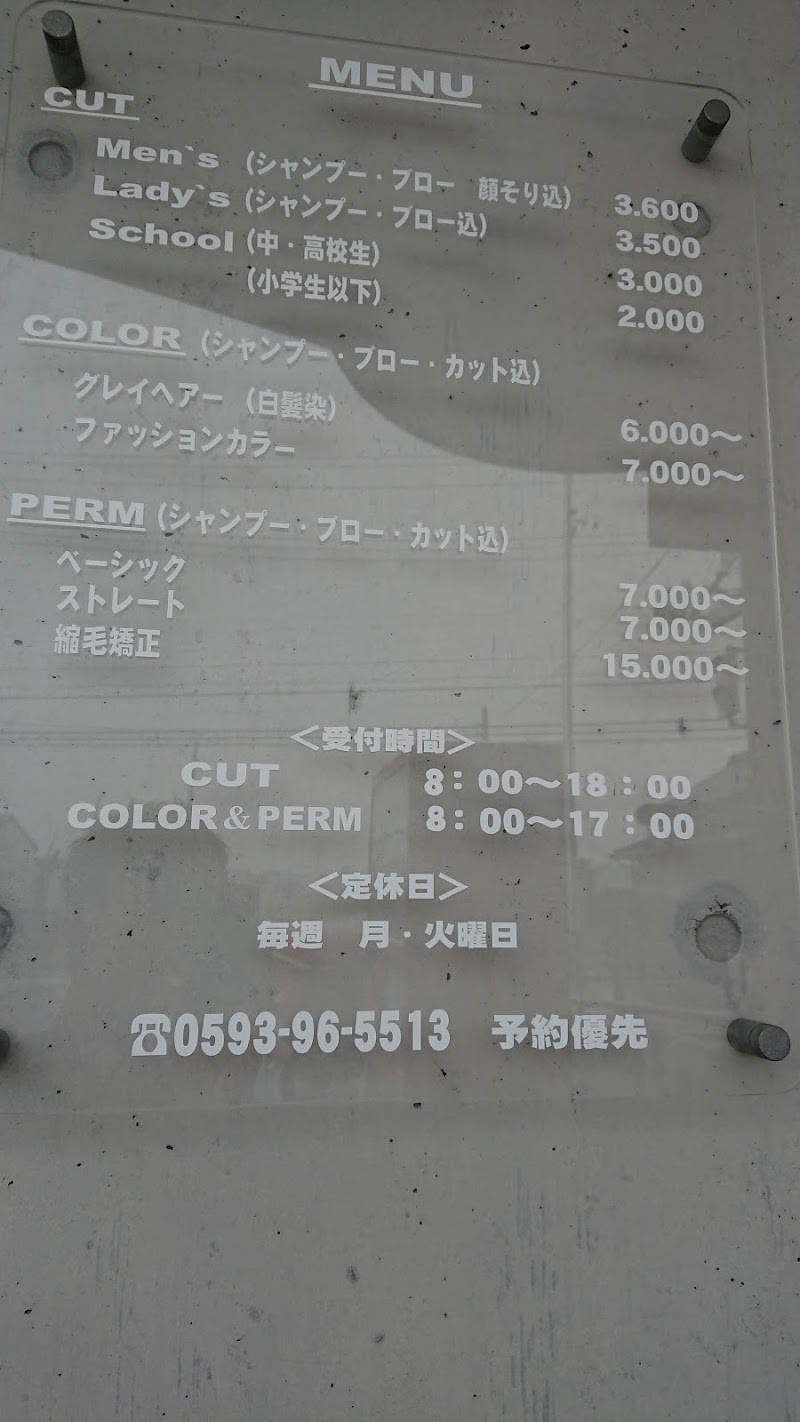 MENU
CUT
Men`s (シャンプー・ブロー 顔そり込) 3.600
Lady`s (シャンプー・ブロー込) 3.500
School (中・高校生) 3.000
(小学生以下) 2.000
COLOR (シャンプー・ブロー・カット込)
グレイヘアー (白髪染) 6.000～
ファッションカラー 7.000～
PERM (シャンプー・ブロー・カット込)
ベーシック 7.000～
ストレート 7.000～
縮毛矯正 15.000～
＜受付時間＞
CUT 8：00～18：00
COLOR＆PERM 8：00～17：00
＜定休日＞
毎週 月・火曜日
☎0593-96-5513 予約優先